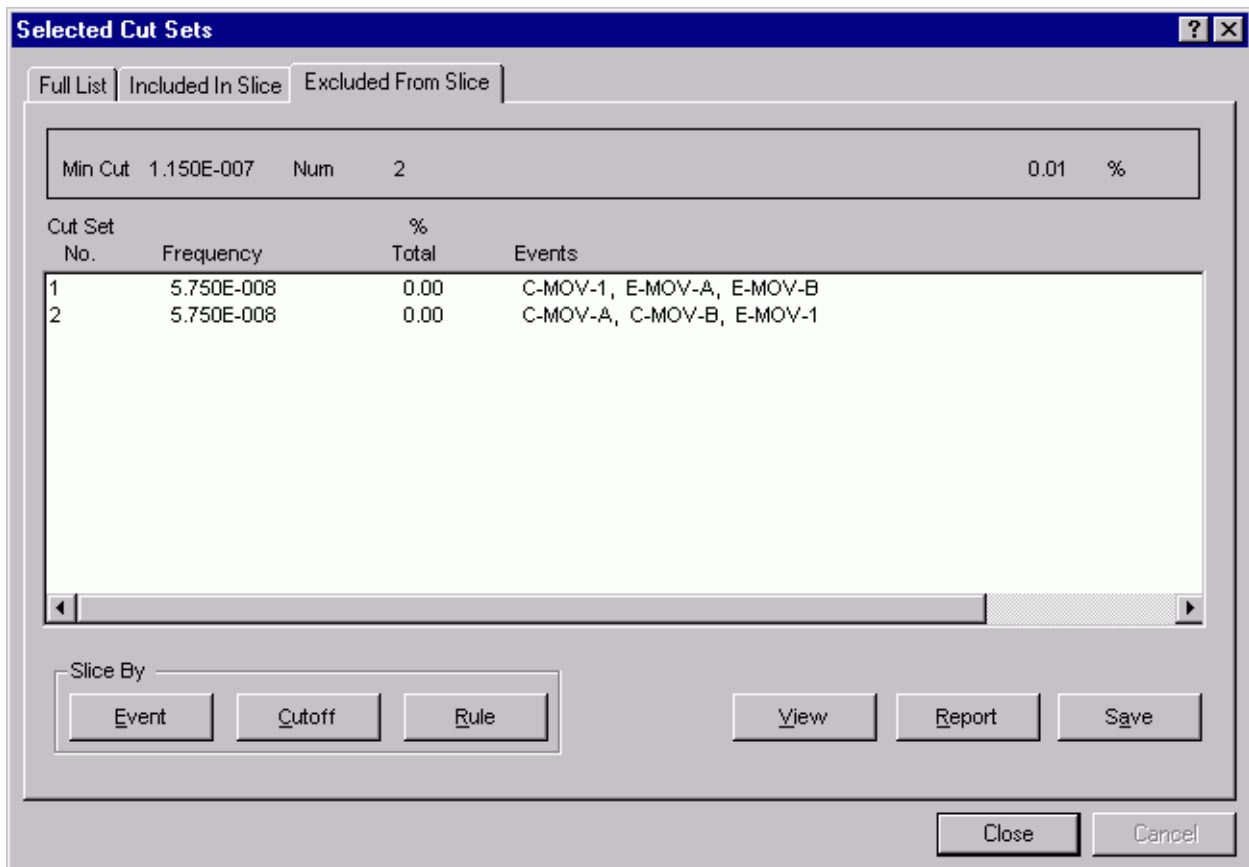 Selected Cut Sets
Full List Included In Slice Excluded From Slice
Min Cut 1.150E-007 Num 2 0.01 %
Cut Set %
No. Frequency Total Events
1 5.750E-008 0.00 C-MOV-1, E-MOV-A, E-MOV-B
2 5.750E-008 0.00 C-MOV-A, C-MOV-B, E-MOV-1
Slice By
Event Cutoff Rule View Report Save
Close Cancel